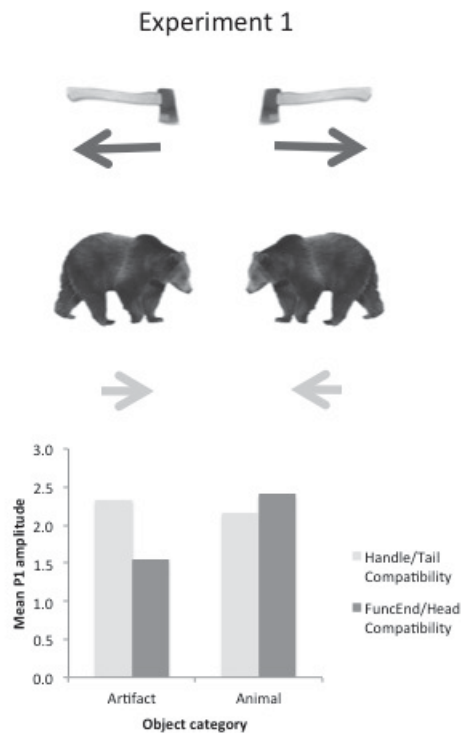 Experiment 1
3.0
2.5
2.0
1.5
1.0
0.5
0.0
Mean P1 amplitude
Artifact
Animal
Object category
Handle/Tail
Compatibility
FuncEnd/Head
Compatibility